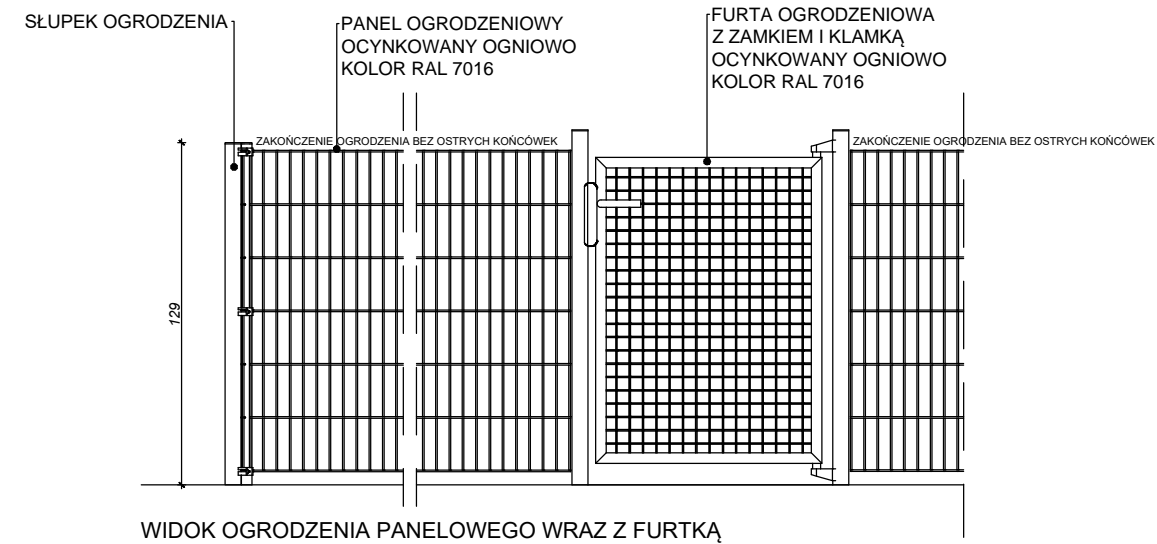 SŁUPEK OGRODZENIA
PANEL OGRODZENIOWY
OCYNKOWANY OGNIOWO
KOLOR RAL 7016
FURTA OGRODZENIOWA
Z ZAMKIEM I KLAMKĄ
OCYNKOWANY OGNIOWO
KOLOR RAL 7016
ZAKOŃCZENIE OGRODZENIA BEZ OSTRYCH KOŃCÓWEK
ZAKOŃCZENIE OGRODZENIA BEZ OSTRYCH KOŃCÓWEK
129
WIDOK OGRODZENIA PANELOWEGO WRAZ Z FURTKĄ